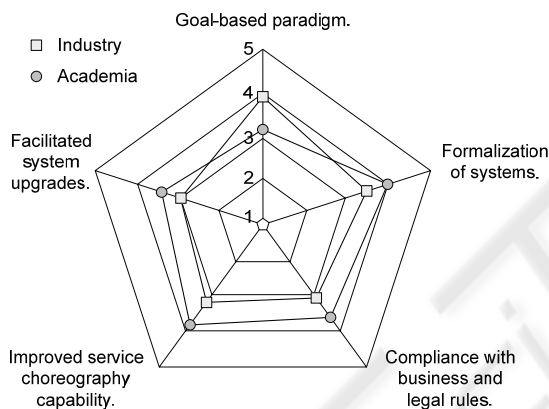 Goal-based paradigm.
Industry
Academia
5
4
3
2
1
Facilitated
system
upgrades.
Formalization
of systems.
Improved service
choreography
capability.
Compliance with
business and
legal rules.